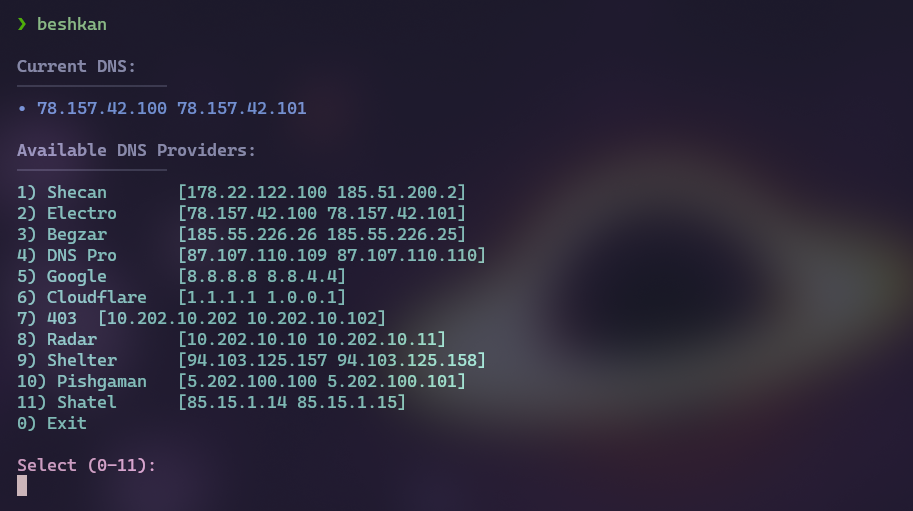 ❯ beshkan
Current DNS:
• 78.157.42.100 78.157.42.101
Available DNS Providers:
1) Shecan [178.22.122.100 185.51.200.2]
2) Electro [78.157.42.100 78.157.42.101]
3) Begzar [185.55.226.26 185.55.226.25]
4) DNS Pro [87.107.110.109 87.107.110.110]
5) Google [8.8.8.8 8.8.4.4]
6) Cloudflare [1.1.1.1 1.0.0.1]
7) 403 [10.202.10.202 10.202.10.102]
8) Radar [10.202.10.10 10.202.10.11]
9) Shelter [94.103.125.157 94.103.125.158]
10) Pishgaman [5.202.100.100 5.202.100.101]
11) Shatel [85.15.1.14 85.15.1.15]
0) Exit
Select (0-11):